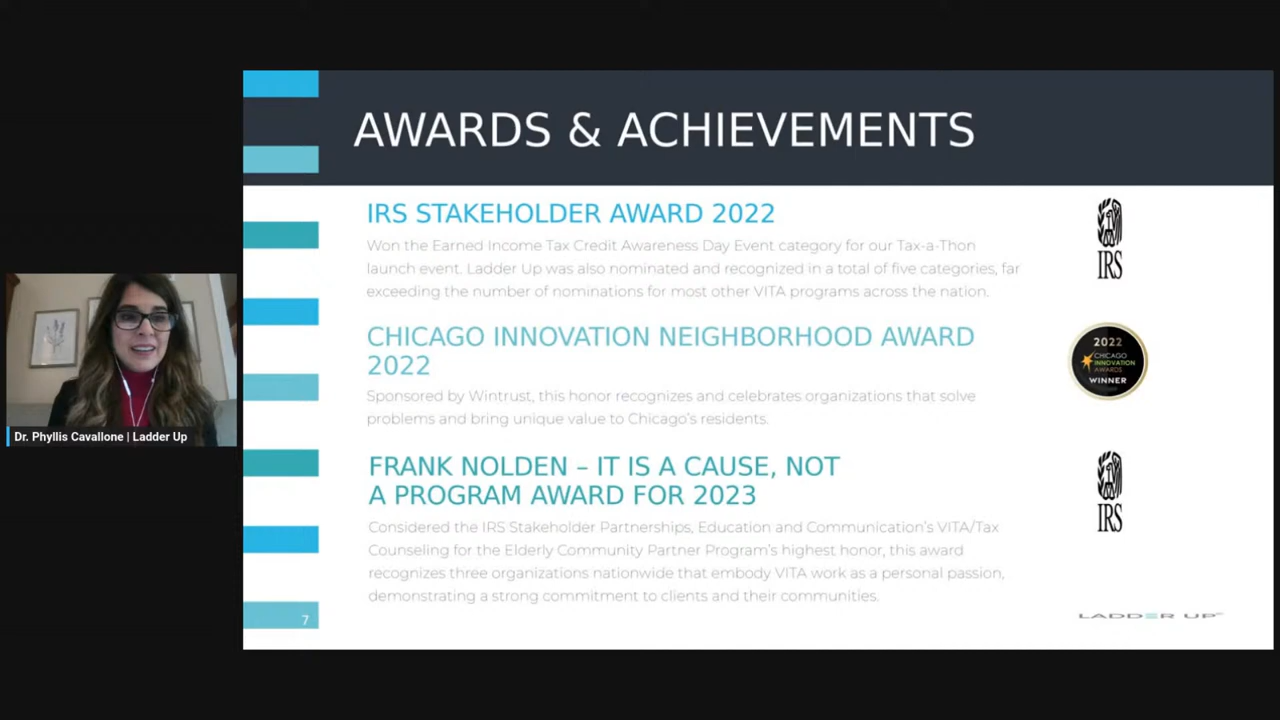 AWARDS & ACHIEVEMENTS
IRS STAKEHOLDER AWARD 2022
Won the Earned Income Tax Credit Awareness Day Event category for our Tax-a-Thon
launch event. Ladder Up was also nominated and recognized in a total of five categories, far
exceeding the number of nominations for most other VITA programs across the nation.
IRS
CHICAGO INNOVATION NEIGHBORHOOD AWARD
2022
Sponsored by Wintrust, this honor recognizes and celebrates organizations that solve
problems and bring unique value to Chicago's residents.
2022
CHICAGO
INNOVATION
AWARDS
WINNER
FRANK NOLDEN – IT IS A CAUSE, NOT
A PROGRAM AWARD FOR 2023
Considered the IRS Stakeholder Partnerships, Education and Communication's VITA/Tax
Counseling for the Elderly Community Partner Program's highest honor, this award
recognizes three organizations nationwide that embody VITA work as a personal passion,
demonstrating a strong commitment to clients and their communities.
IRS
7
LADDER UP
Dr. Phyllis Cavallone | Ladder Up